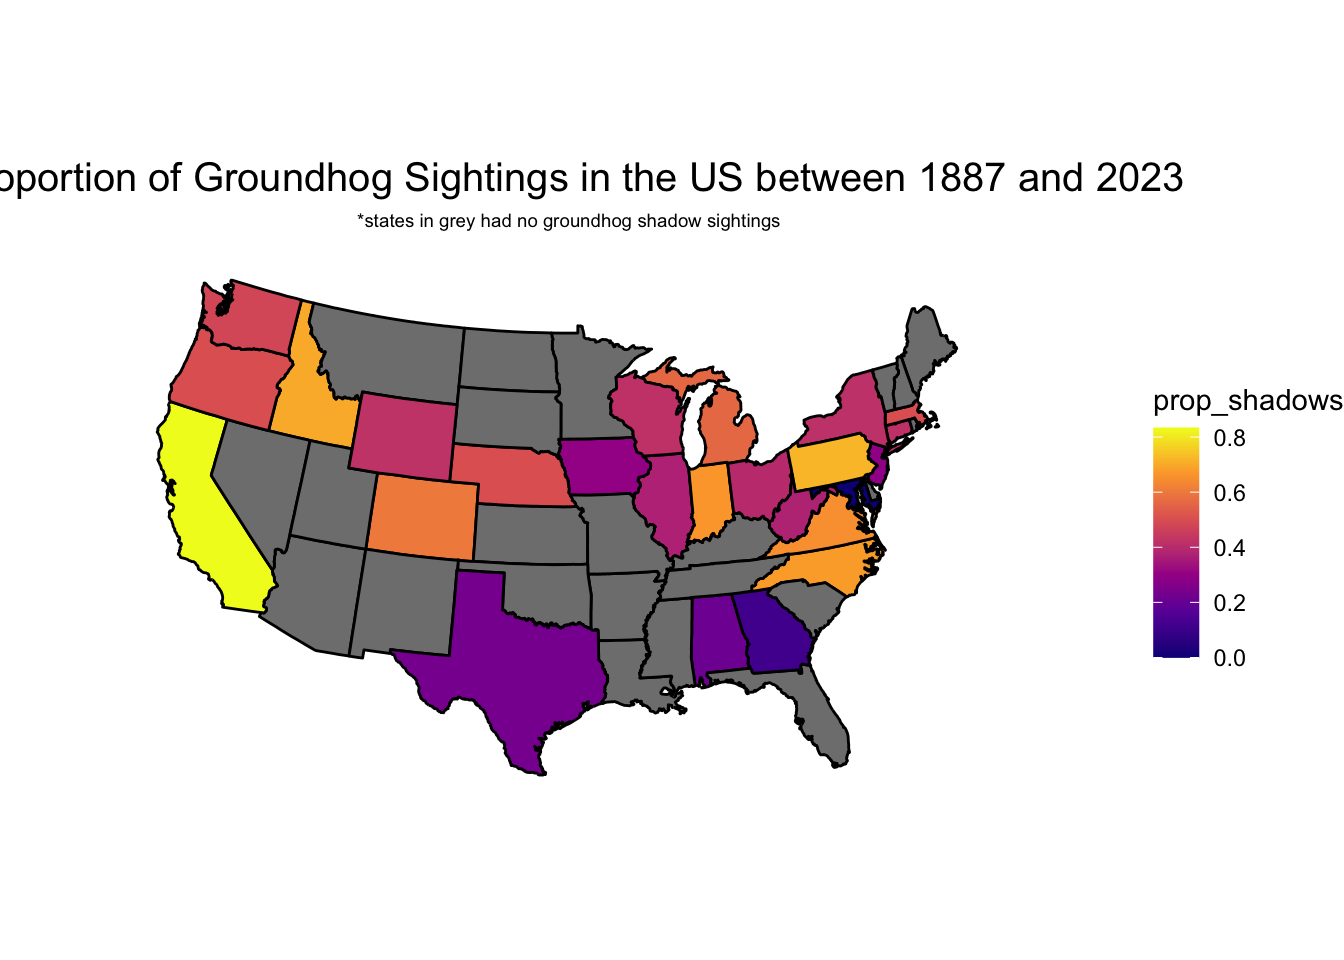 oportion of Groundhog Sightings in the US between 1887 and 2023
*states in grey had no groundhog shadow sightings
prop_shadows
0.8
0.6
0.4
0.2
0.0